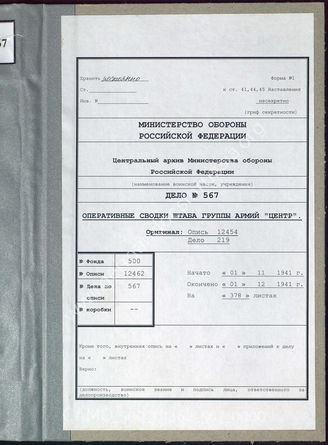 67
Хранить постоянно Форма №1
Ст. к ст. 41,44,45 Наставления
Инв. № несекретно
(гриф секретности)
МИНИСТЕРСТВО ОБОРОНЫ
РОССИЙСКОЙ ФЕДЕРАЦИИ
Центральный архив Министерства обороны
Российской Федерации
(наименование воинской части, учреждения)
ДЕЛО № 567
ОПЕРАТИВНЫЕ СВОДКИ ШТАБА ГРУППЫ АРМИЙ "ЦЕНТР".
Оригинал: Опись 12454
Дело 219
№ Фонда 500
№ Описи 12462
№ Дела по описи 567
№ коробки --
Начато « 01 » 11 1941 г.
Окончено « 01 » 12 1941 г.
На « 378 » листах
Кроме того, внутренняя опись на « » листах и « » приложений к делу
на « » листах
Верно:
(должность, воинское звание и подпись лица, ответственного за
делопроизводство)